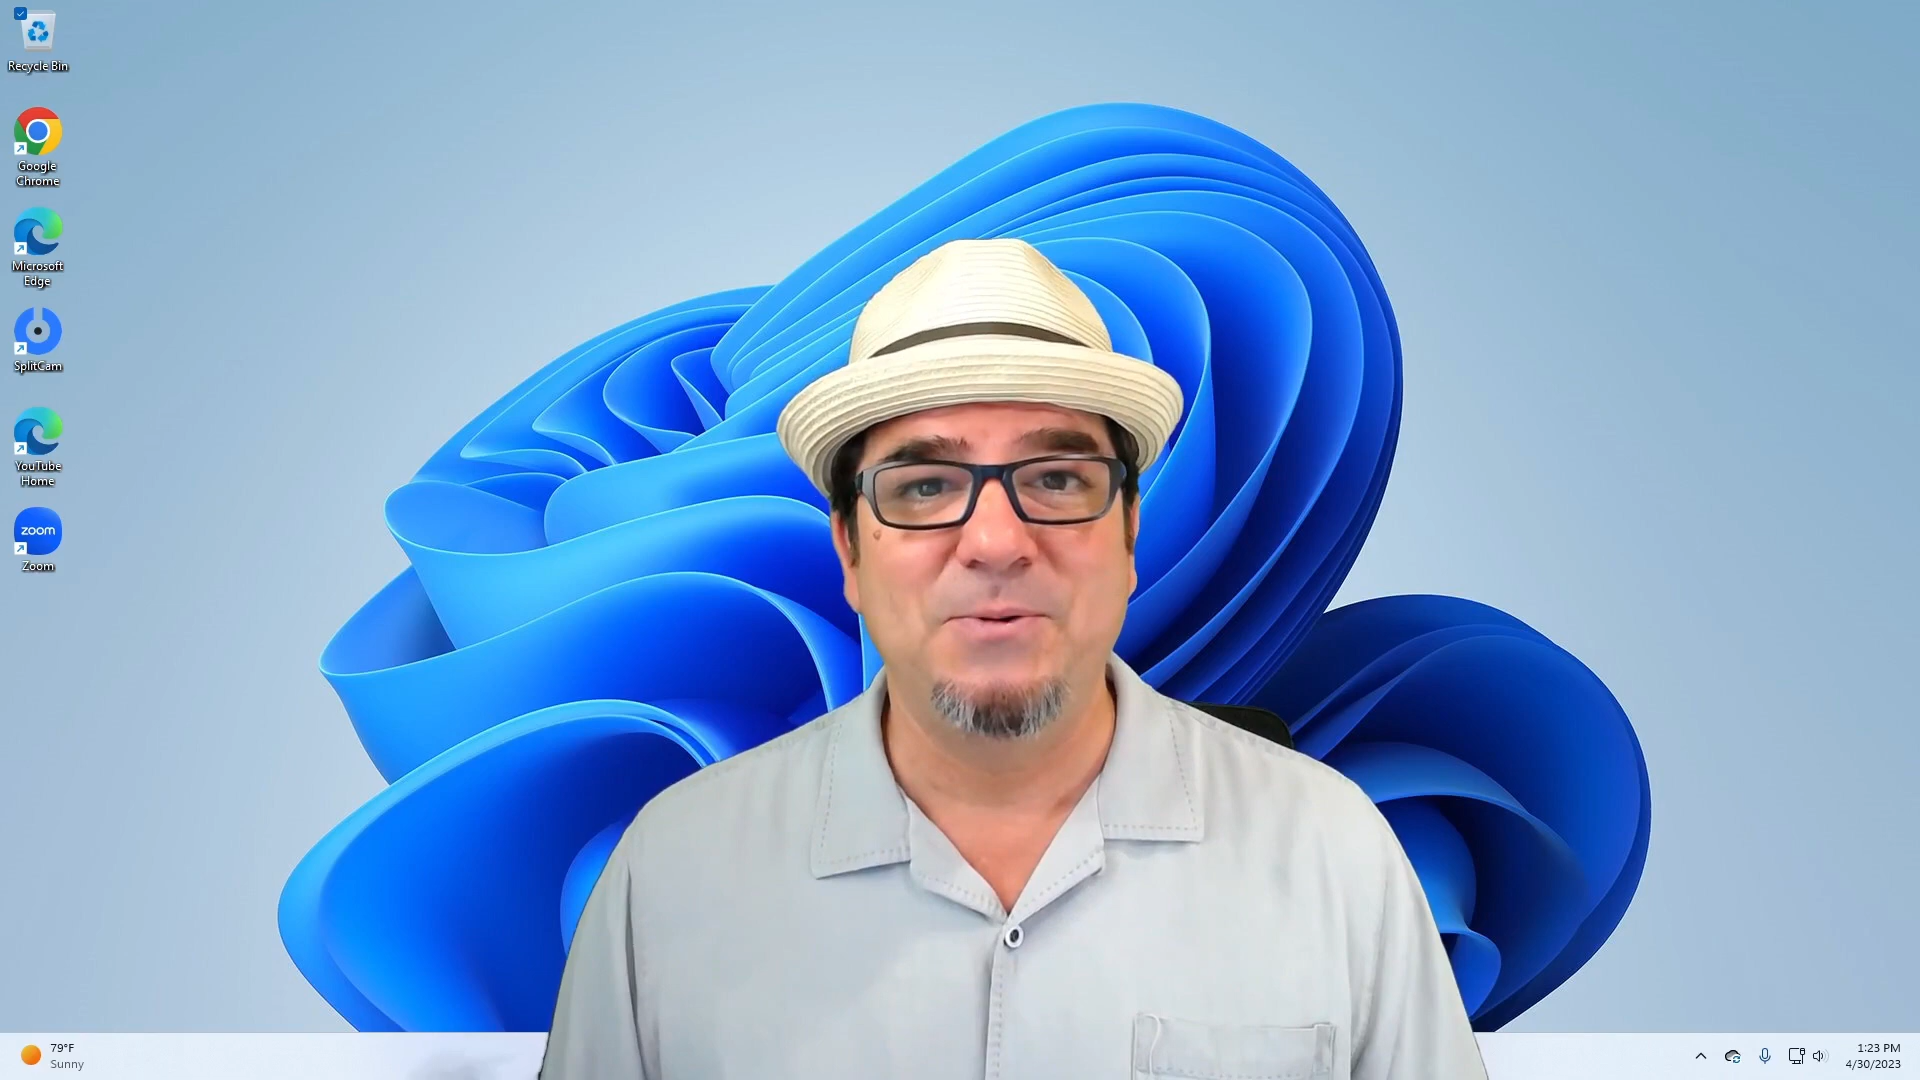 Recycle Bin
Google
Chrome
Microsoft
Edge
SplitCam
YouTube
Home
zoom
Zoom
79°F
Sunny
1:23 PM
4/30/2023